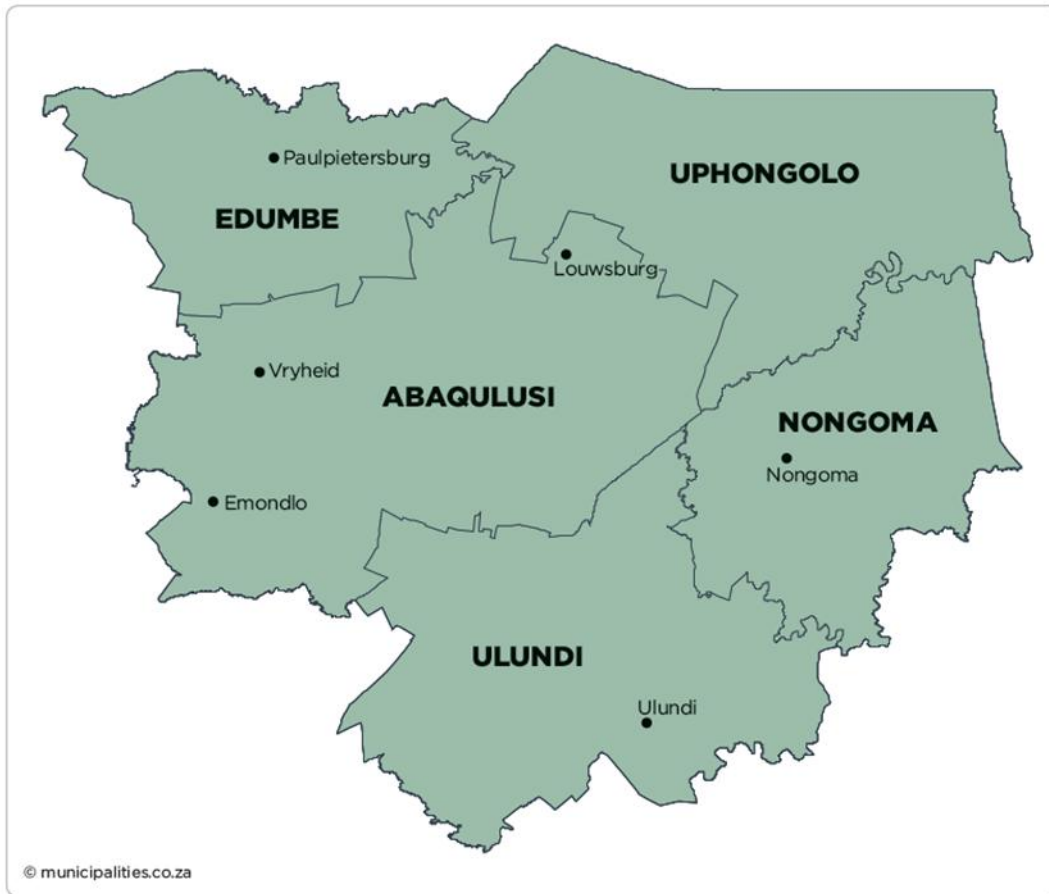 Paulpietersburg
UPHONGOLO
EDUMBE
Louwsburg
Vryheid
ABAQULUSI
NONGOMA
Nongoma
Emondlo
ULUNDI
Ulundi
© municipalities.co.za